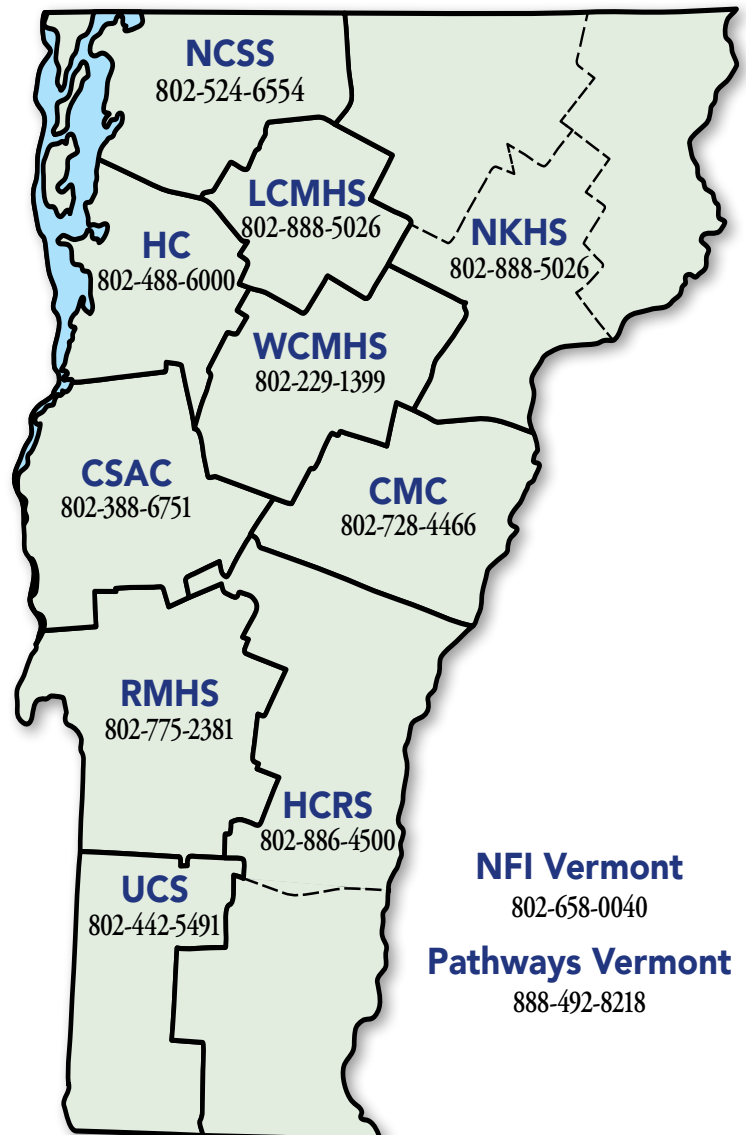 NCSS
802-524-6554
LCMHS
802-888-5026
HC
802-488-6000
NKHS
802-888-5026
WCMHS
802-229-1399
CSAC
802-388-6751
CMC
802-728-4466
RMHS
802-775-2381
HCRS
802-886-4500
UCS
802-442-5491
NFI Vermont
802-658-0040
Pathways Vermont
888-492-8218